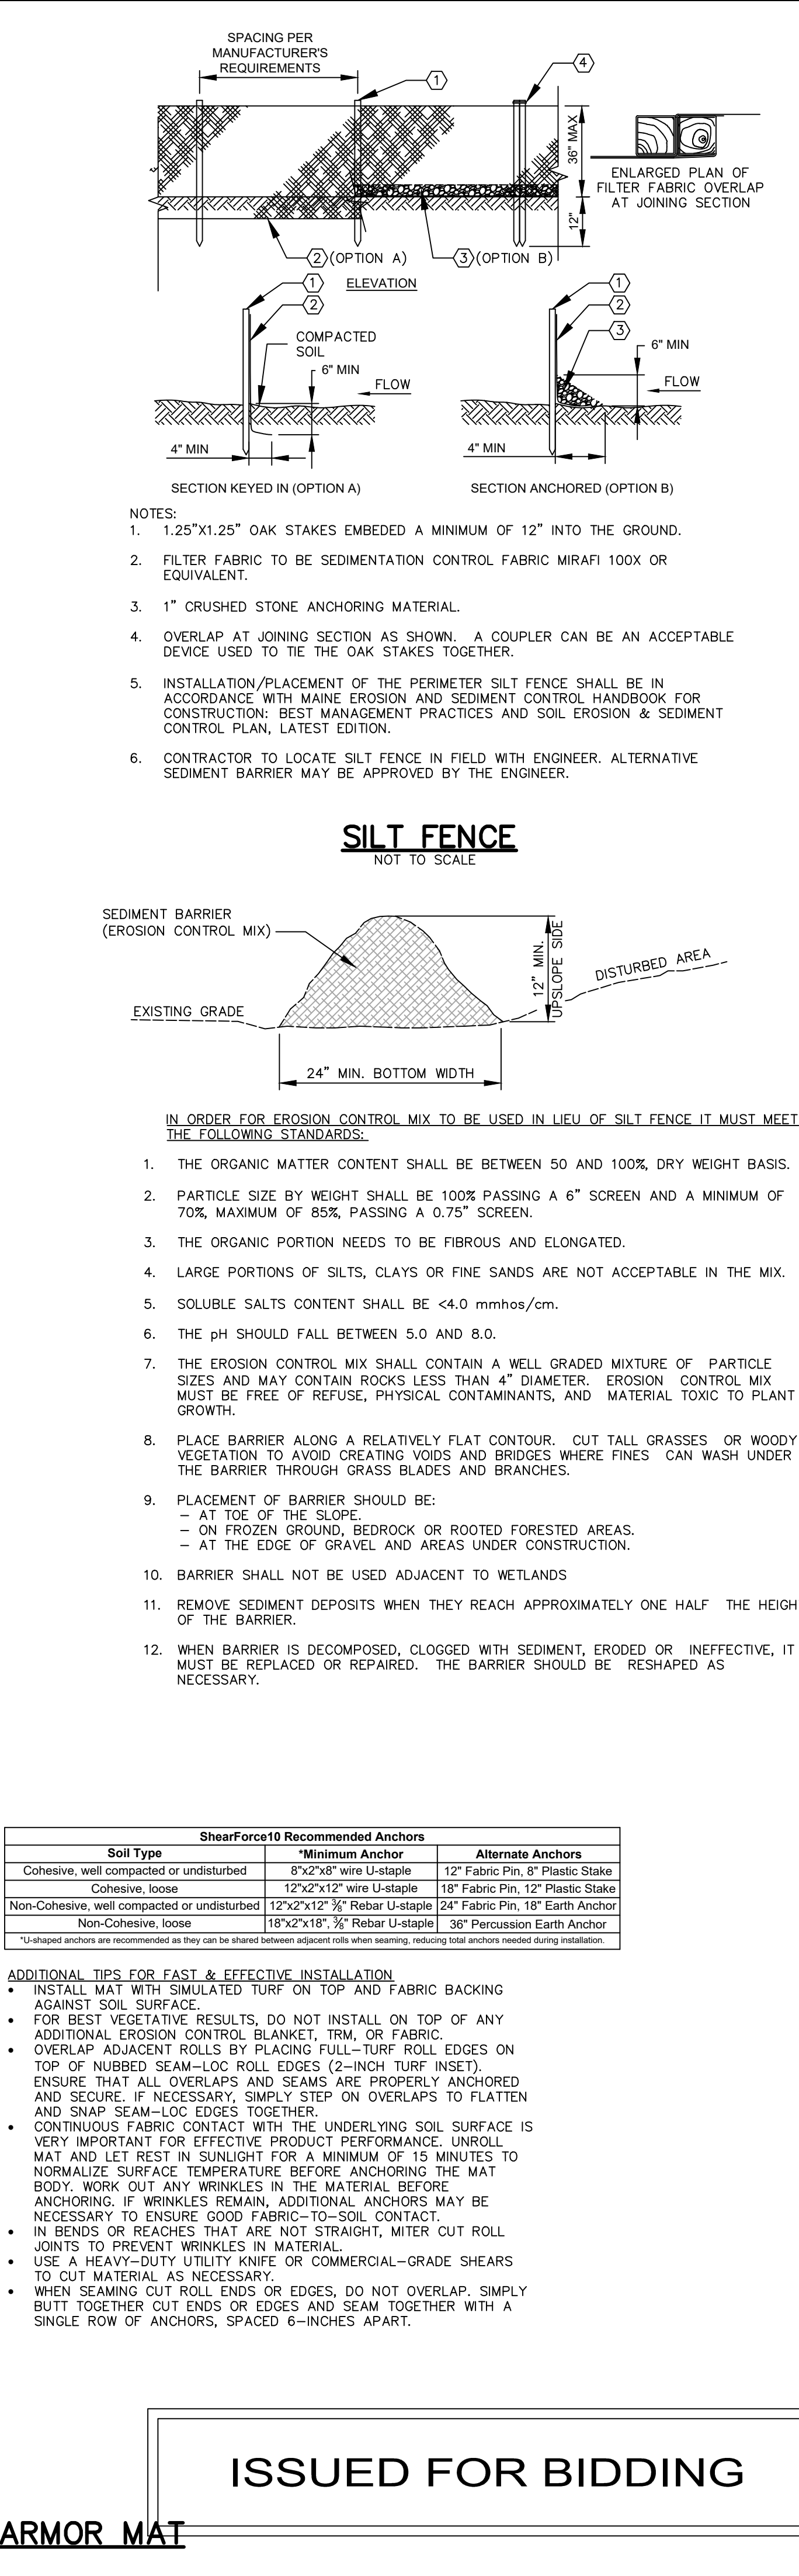 SPACING PER
MANUFACTURER'S
REQUIREMENTS
1
4
36" MAX
12"
ENLARGED PLAN OF
FILTER FABRIC OVERLAP
AT JOINING SECTION
2 (OPTION A)
3 (OPTION B)
ELEVATION
1
2
COMPACTED
SOIL
6" MIN
FLOW
4" MIN
SECTION KEYED IN (OPTION A)
1
2
3
6" MIN
FLOW
4" MIN
SECTION ANCHORED (OPTION B)
NOTES:
1. 1.25"X1.25" OAK STAKES EMBEDED A MINIMUM OF 12" INTO THE GROUND.
2. FILTER FABRIC TO BE SEDIMENTATION CONTROL FABRIC MIRAFI 100X OR
EQUIVALENT.
3. 1" CRUSHED STONE ANCHORING MATERIAL.
4. OVERLAP AT JOINING SECTION AS SHOWN. A COUPLER CAN BE AN ACCEPTABLE
DEVICE USED TO TIE THE OAK STAKES TOGETHER.
5. INSTALLATION/PLACEMENT OF THE PERIMETER SILT FENCE SHALL BE IN
ACCORDANCE WITH MAINE EROSION AND SEDIMENT CONTROL HANDBOOK FOR
CONSTRUCTION: BEST MANAGEMENT PRACTICES AND SOIL EROSION & SEDIMENT
CONTROL PLAN, LATEST EDITION.
6. CONTRACTOR TO LOCATE SILT FENCE IN FIELD WITH ENGINEER. ALTERNATIVE
SEDIMENT BARRIER MAY BE APPROVED BY THE ENGINEER.
SILT FENCE
NOT TO SCALE
SEDIMENT BARRIER
(EROSION CONTROL MIX)
12" MIN.
UPSLOPE SIDE
DISTURBED AREA
EXISTING GRADE
24" MIN. BOTTOM WIDTH
IN ORDER FOR EROSION CONTROL MIX TO BE USED IN LIEU OF SILT FENCE IT MUST MEET
THE FOLLOWING STANDARDS:
1. THE ORGANIC MATTER CONTENT SHALL BE BETWEEN 50 AND 100%, DRY WEIGHT BASIS.
2. PARTICLE SIZE BY WEIGHT SHALL BE 100% PASSING A 6" SCREEN AND A MINIMUM OF
70%, MAXIMUM OF 85%, PASSING A 0.75" SCREEN.
3. THE ORGANIC PORTION NEEDS TO BE FIBROUS AND ELONGATED.
4. LARGE PORTIONS OF SILTS, CLAYS OR FINE SANDS ARE NOT ACCEPTABLE IN THE MIX.
5. SOLUBLE SALTS CONTENT SHALL BE <4.0 mmhos/cm.
6. THE pH SHOULD FALL BETWEEN 5.0 AND 8.0.
7. THE EROSION CONTROL MIX SHALL CONTAIN A WELL GRADED MIXTURE OF PARTICLE
SIZES AND MAY CONTAIN ROCKS LESS THAN 4" DIAMETER. EROSION CONTROL MIX
MUST BE FREE OF REFUSE, PHYSICAL CONTAMINANTS, AND MATERIAL TOXIC TO PLANT
GROWTH.
8. PLACE BARRIER ALONG A RELATIVELY FLAT CONTOUR. CUT TALL GRASSES OR WOODY
VEGETATION TO AVOID CREATING VOIDS AND BRIDGES WHERE FINES CAN WASH UNDER
THE BARRIER THROUGH GRASS BLADES AND BRANCHES.
9. PLACEMENT OF BARRIER SHOULD BE:
– AT TOE OF THE SLOPE.
– ON FROZEN GROUND, BEDROCK OR ROOTED FORESTED AREAS.
– AT THE EDGE OF GRAVEL AND AREAS UNDER CONSTRUCTION.
10. BARRIER SHALL NOT BE USED ADJACENT TO WETLANDS
11. REMOVE SEDIMENT DEPOSITS WHEN THEY REACH APPROXIMATELY ONE HALF THE HEIGH
OF THE BARRIER.
12. WHEN BARRIER IS DECOMPOSED, CLOGGED WITH SEDIMENT, ERODED OR INEFFECTIVE, IT
MUST BE REPLACED OR REPAIRED. THE BARRIER SHOULD BE RESHAPED AS
NECESSARY.
ShearForce10 Recommended Anchors
Soil Type *Minimum Anchor Alternate Anchors
Cohesive, well compacted or undisturbed 8"x2"x8" wire U-staple 12" Fabric Pin, 8" Plastic Stake
Cohesive, loose 12"x2"x12" wire U-staple 18" Fabric Pin, 12" Plastic Stake
Non-Cohesive, well compacted or undisturbed 12"x2"x12" ⅜" Rebar U-staple 24" Fabric Pin, 18" Earth Anchor
Non-Cohesive, loose 18"x2"x18", ⅜" Rebar U-staple 36" Percussion Earth Anchor
*U-shaped anchors are recommended as they can be shared between adjacent rolls when seaming, reducing total anchors needed during installation.
ADDITIONAL TIPS FOR FAST & EFFECTIVE INSTALLATION
• INSTALL MAT WITH SIMULATED TURF ON TOP AND FABRIC BACKING
AGAINST SOIL SURFACE.
• FOR BEST VEGETATIVE RESULTS, DO NOT INSTALL ON TOP OF ANY
ADDITIONAL EROSION CONTROL BLANKET, TRM, OR FABRIC.
• OVERLAP ADJACENT ROLLS BY PLACING FULL–TURF ROLL EDGES ON
TOP OF NUBBED SEAM–LOC ROLL EDGES (2–INCH TURF INSET).
ENSURE THAT ALL OVERLAPS AND SEAMS ARE PROPERLY ANCHORED
AND SECURE. IF NECESSARY, SIMPLY STEP ON OVERLAPS TO FLATTEN
AND SNAP SEAM–LOC EDGES TOGETHER.
• CONTINUOUS FABRIC CONTACT WITH THE UNDERLYING SOIL SURFACE IS
VERY IMPORTANT FOR EFFECTIVE PRODUCT PERFORMANCE. UNROLL
MAT AND LET REST IN SUNLIGHT FOR A MINIMUM OF 15 MINUTES TO
NORMALIZE SURFACE TEMPERATURE BEFORE ANCHORING THE MAT
BODY. WORK OUT ANY WRINKLES IN THE MATERIAL BEFORE
ANCHORING. IF WRINKLES REMAIN, ADDITIONAL ANCHORS MAY BE
NECESSARY TO ENSURE GOOD FABRIC–TO–SOIL CONTACT.
• IN BENDS OR REACHES THAT ARE NOT STRAIGHT, MITER CUT ROLL
JOINTS TO PREVENT WRINKLES IN MATERIAL.
• USE A HEAVY–DUTY UTILITY KNIFE OR COMMERCIAL–GRADE SHEARS
TO CUT MATERIAL AS NECESSARY.
• WHEN SEAMING CUT ROLL ENDS OR EDGES, DO NOT OVERLAP. SIMPLY
BUTT TOGETHER CUT ENDS OR EDGES AND SEAM TOGETHER WITH A
SINGLE ROW OF ANCHORS, SPACED 6–INCHES APART.
ISSUED FOR BIDDING
ARMOR MAT